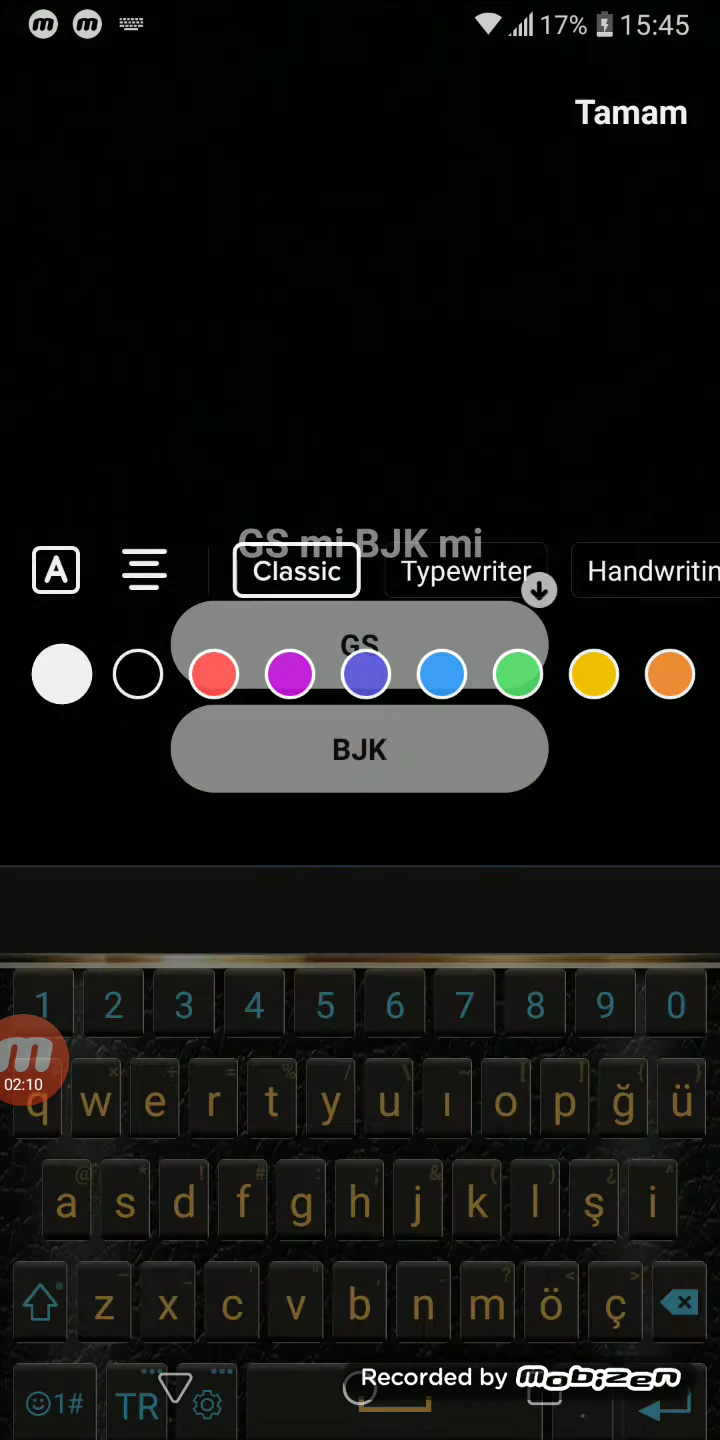 17% 15:45
Tamam
GS mi BJK mi
Classic Typewriter Handwritin
GS
BJK
1 2 3 4 5 6 7 8 9 0
02:10
q w e r t y u ı o p ğ ü
a s d f g h j k l ş i
z x c v b n m ö ç
1# TR .
Recorded by mobizen